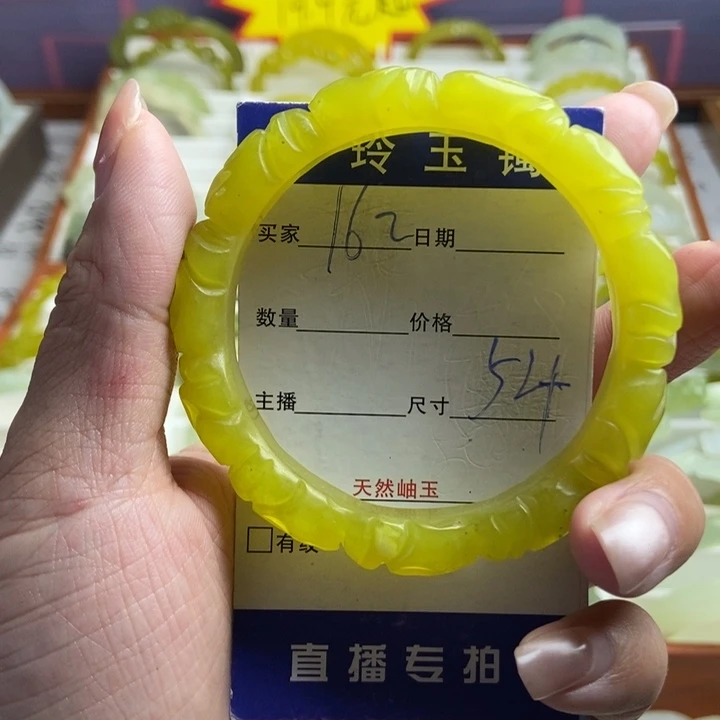 玲玉镯
买家 162 日期
数量 价格
主播 尺寸 54
天然岫玉
有纹
直播专拍